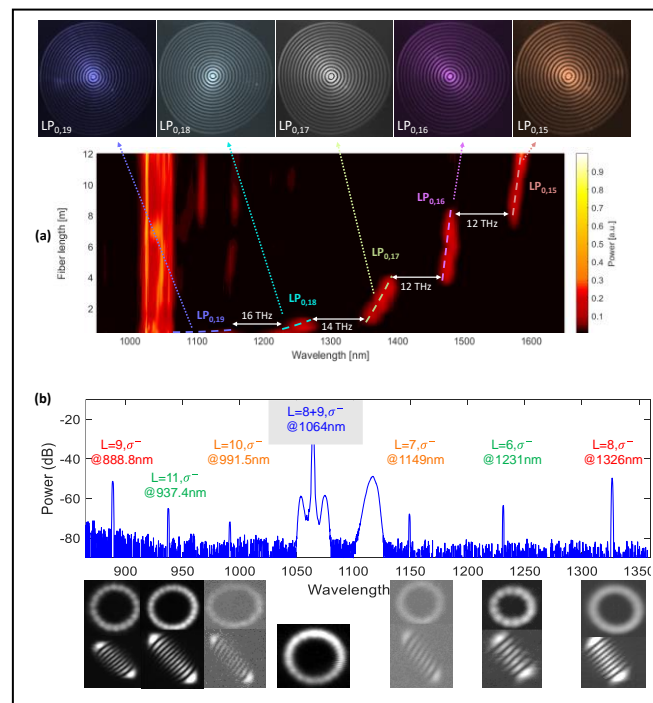 LP0,19
LP0,18
LP0,17
LP0,16
LP0,15
(a)
Fiber length [m]
12
10
8
6
4
2
LP0,19
16 THz
LP0,18
14 THz
LP0,17
12 THz
LP0,16
12 THz
LP0,15
1000
1100
1200
1300
1400
1500
1600
Wavelength [nm]
0.9
0.8
0.7
0.6
0.5
0.4
0.3
0.2
0.1
Power [a.u.]
(b)
Power (dB)
-20
-40
-60
-80
L=9,σ−
@888.8nm
L=11,σ−
@937.4nm
L=10,σ−
@991.5nm
L=8+9,σ−
@1064nm
L=7,σ−
@1149nm
L=6,σ−
@1231nm
L=8,σ−
@1326nm
900
950
1000
1050
1100
1150
1200
1250
1300
1350
Wavelength